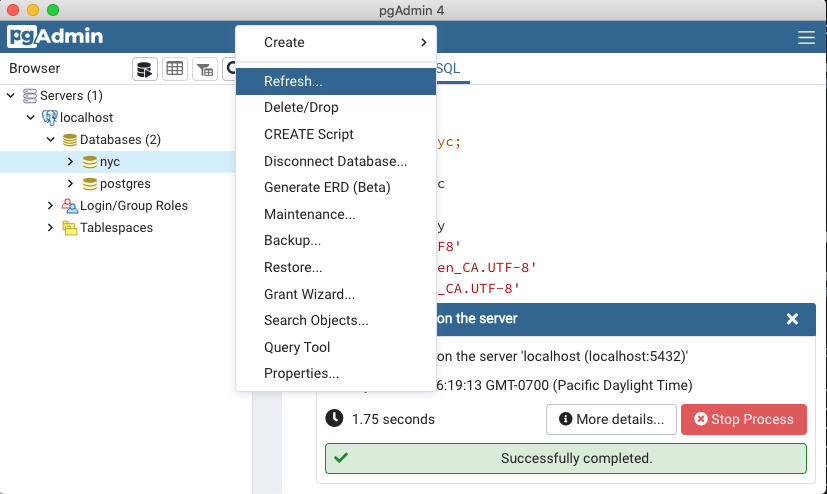 pgAdmin 4
pgAdmin
Browser
SQL
Servers (1)
localhost
Databases (2)
nyc
postgres
Login/Group Roles
Tablespaces
Create
Refresh...
Delete/Drop
CREATE Script
Disconnect Database...
Generate ERD (Beta)
Maintenance...
Backup...
Restore...
Grant Wizard...
Search Objects...
Query Tool
Properties...
yc;
c
y
F8'
en_CA.UTF-8'
_CA.UTF-8'
on the server
on the server 'localhost (localhost:5432)'
6:19:13 GMT-0700 (Pacific Daylight Time)
1.75 seconds
More details...
Stop Process
Successfully completed.